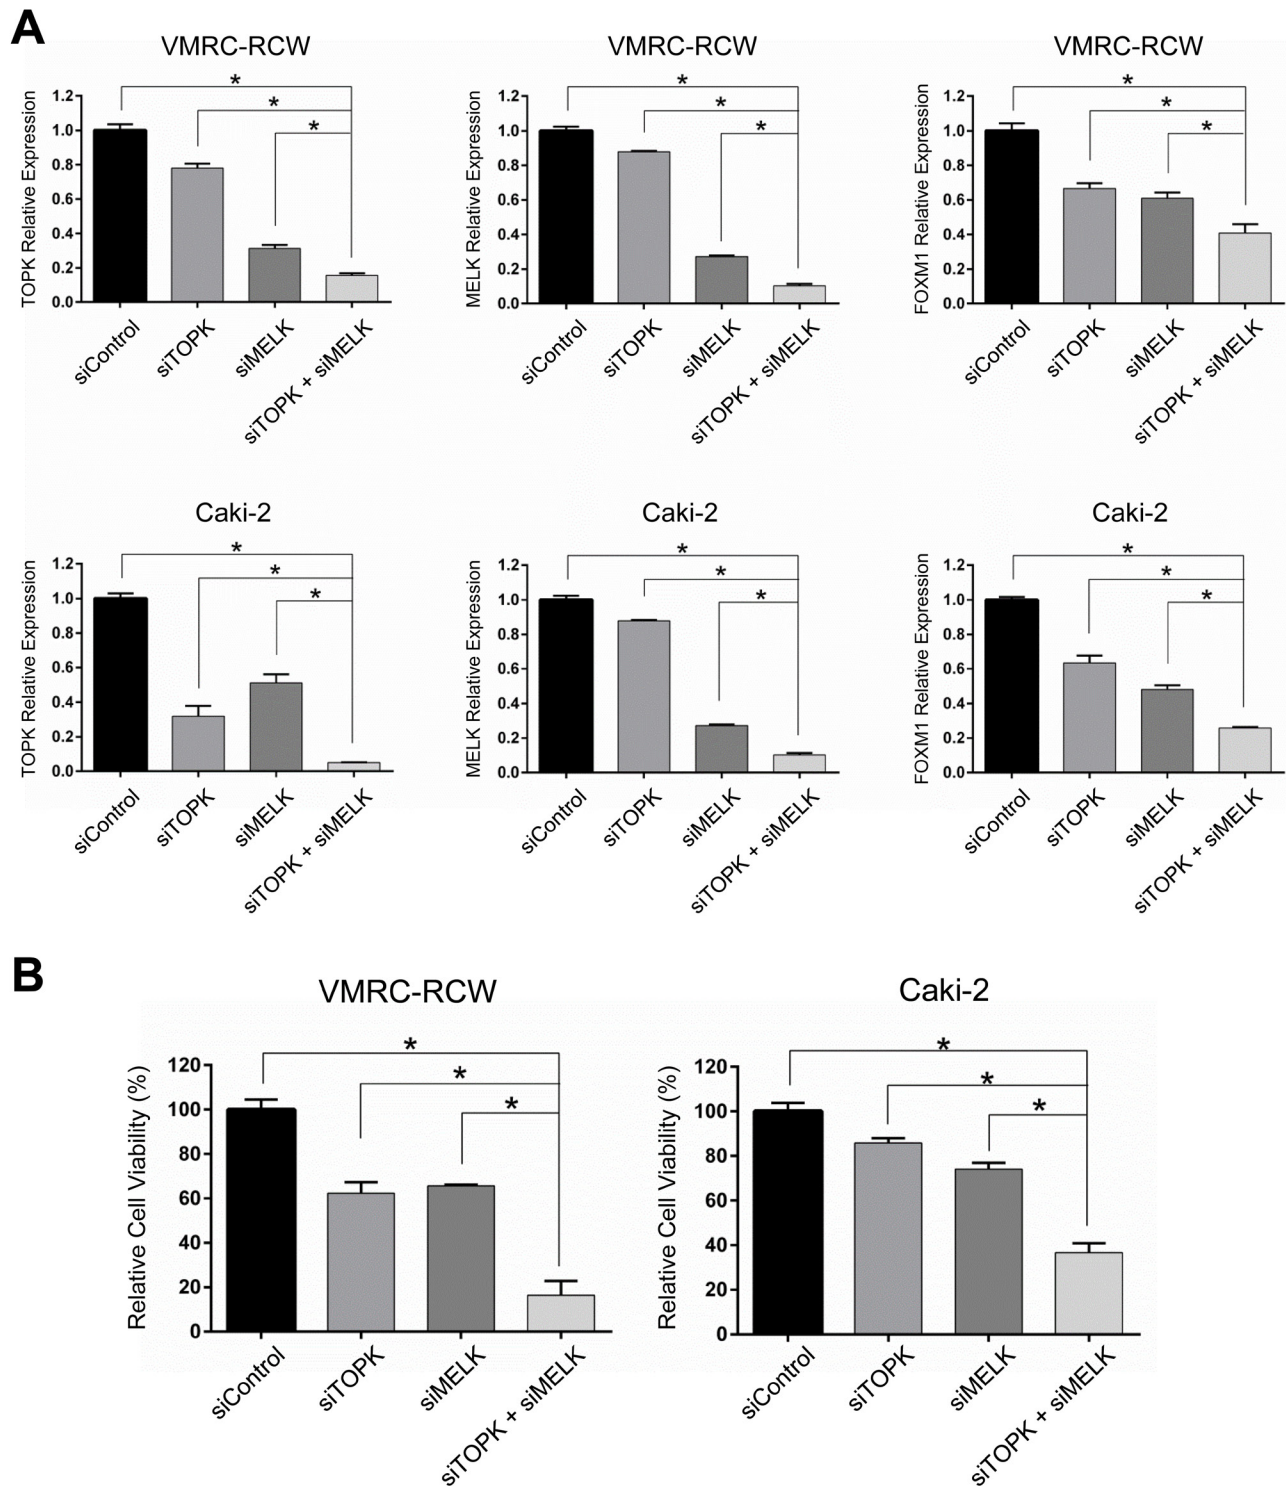 A
VMRC-RCW
TOPK Relative Expression
1.2
1.0
0.8
0.6
0.4
0.2
0.0
*
*
*
siControl
siTOPK
siMELK
siTOPK + siMELK
VMRC-RCW
MELK Relative Expression
1.2
1.0
0.8
0.6
0.4
0.2
0.0
*
*
*
siControl
siTOPK
siMELK
siTOPK + siMELK
VMRC-RCW
FOXM1 Relative Expression
1.2
1.0
0.8
0.6
0.4
0.2
0.0
*
*
*
siControl
siTOPK
siMELK
siTOPK + siMELK
Caki-2
TOPK Relative Expression
1.2
1.0
0.8
0.6
0.4
0.2
0.0
*
*
*
siControl
siTOPK
siMELK
siTOPK + siMELK
Caki-2
MELK Relative Expression
1.2
1.0
0.8
0.6
0.4
0.2
0.0
*
*
*
siControl
siTOPK
siMELK
siTOPK + siMELK
Caki-2
FOXM1 Relative Expression
1.2
1.0
0.8
0.6
0.4
0.2
0.0
*
*
*
siControl
siTOPK
siMELK
siTOPK + siMELK
B
VMRC-RCW
Relative Cell Viability (%)
120
100
80
60
40
20
0
*
*
*
siControl
siTOPK
siMELK
siTOPK + siMELK
Caki-2
Relative Cell Viability (%)
120
100
80
60
40
20
0
*
*
*
siControl
siTOPK
siMELK
siTOPK + siMELK